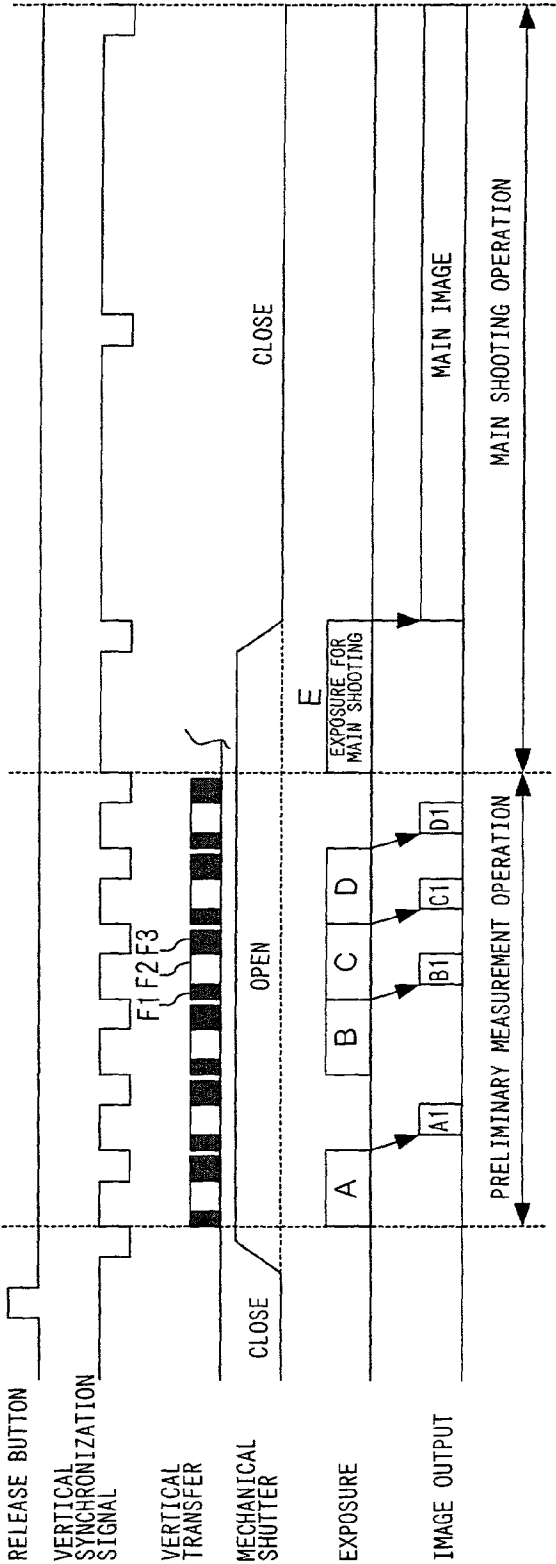 RELEASE BUTTON
VERTICAL
SYNCHRONIZATION
SIGNAL
VERTICAL
TRANSFER
F1 F2 F3
MECHANICAL
SHUTTER
CLOSE
OPEN
CLOSE
EXPOSURE
A
B
C
D
E
EXPOSURE FOR
MAIN SHOOTING
IMAGE OUTPUT
A1
B1
C1
D1
MAIN IMAGE
PRELIMINARY MEASUREMENT OPERATION
MAIN SHOOTING OPERATION